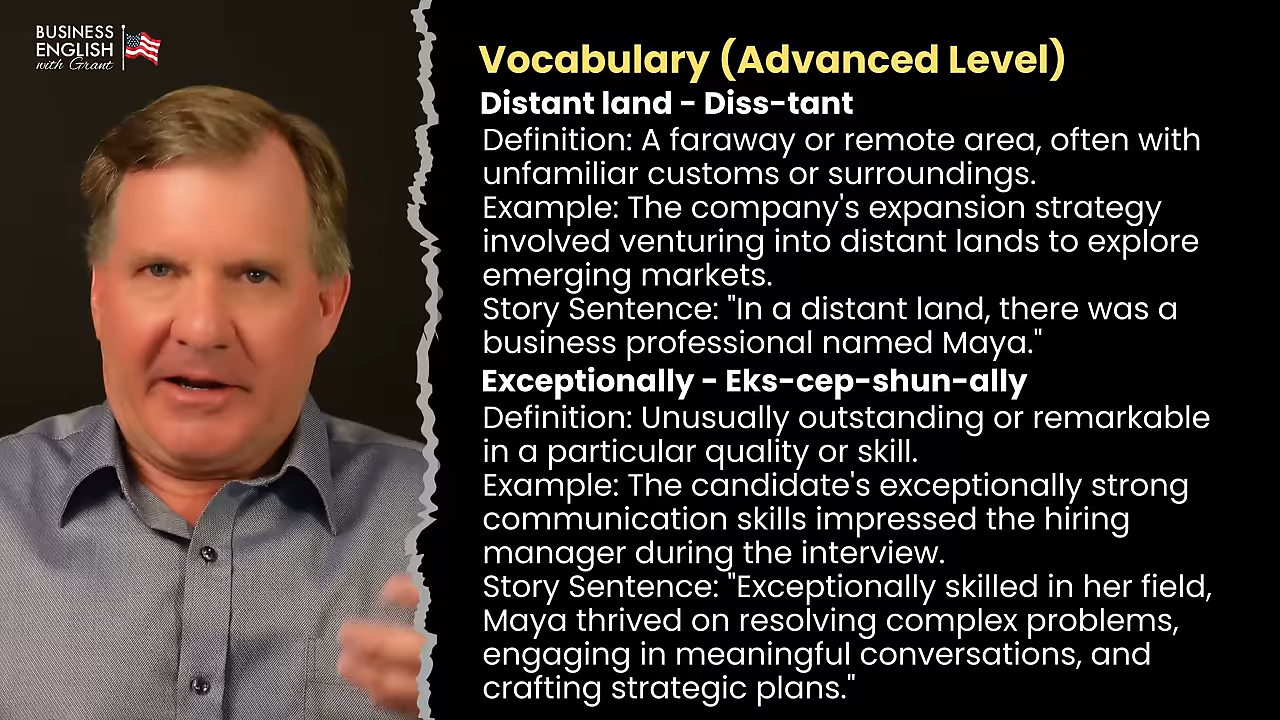 BUSINESS
ENGLISH
with Grant
Vocabulary (Advanced Level)
Distant land - Diss-tant
Definition: A faraway or remote area, often with
unfamiliar customs or surroundings.
Example: The company's expansion strategy
involved venturing into distant lands to explore
emerging markets.
Story Sentence: "In a distant land, there was a
business professional named Maya."
Exceptionally - Eks-cep-shun-ally
Definition: Unusually outstanding or remarkable
in a particular quality or skill.
Example: The candidate's exceptionally strong
communication skills impressed the hiring
manager during the interview.
Story Sentence: "Exceptionally skilled in her field,
Maya thrived on resolving complex problems,
engaging in meaningful conversations, and
crafting strategic plans."